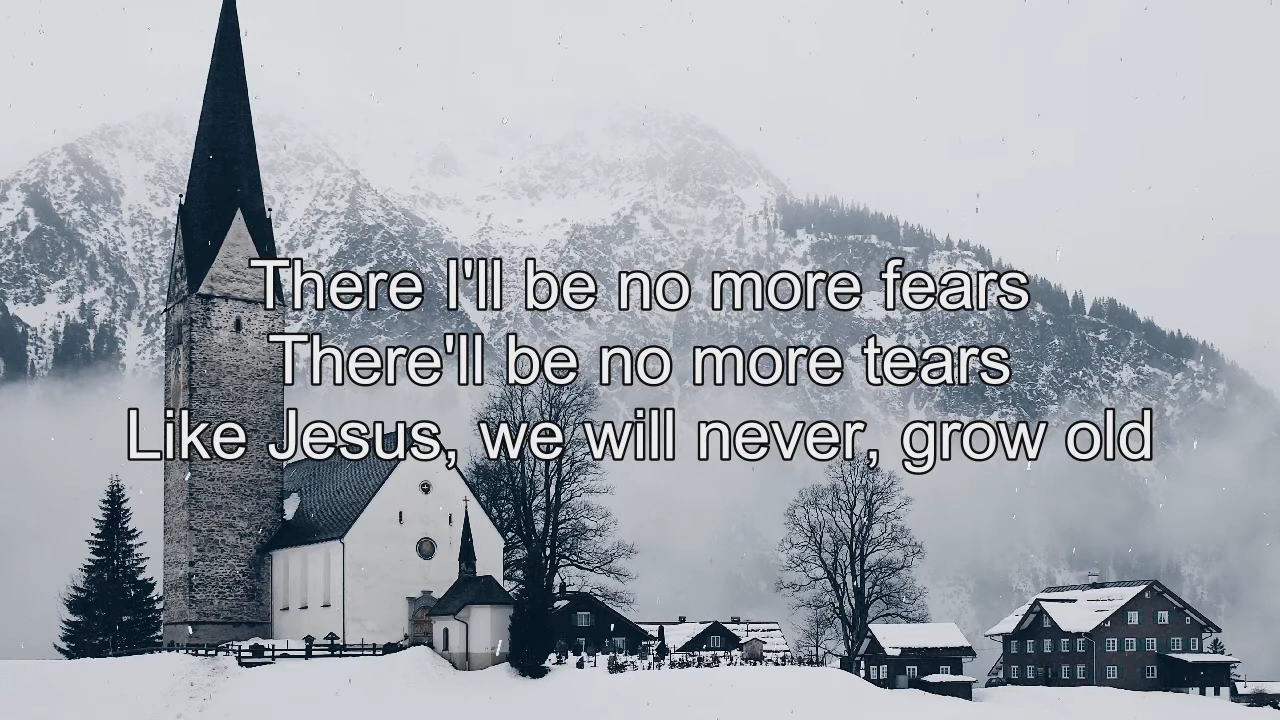 There I'll be no more fears
There'll be no more tears
Like Jesus, we will never, grow old